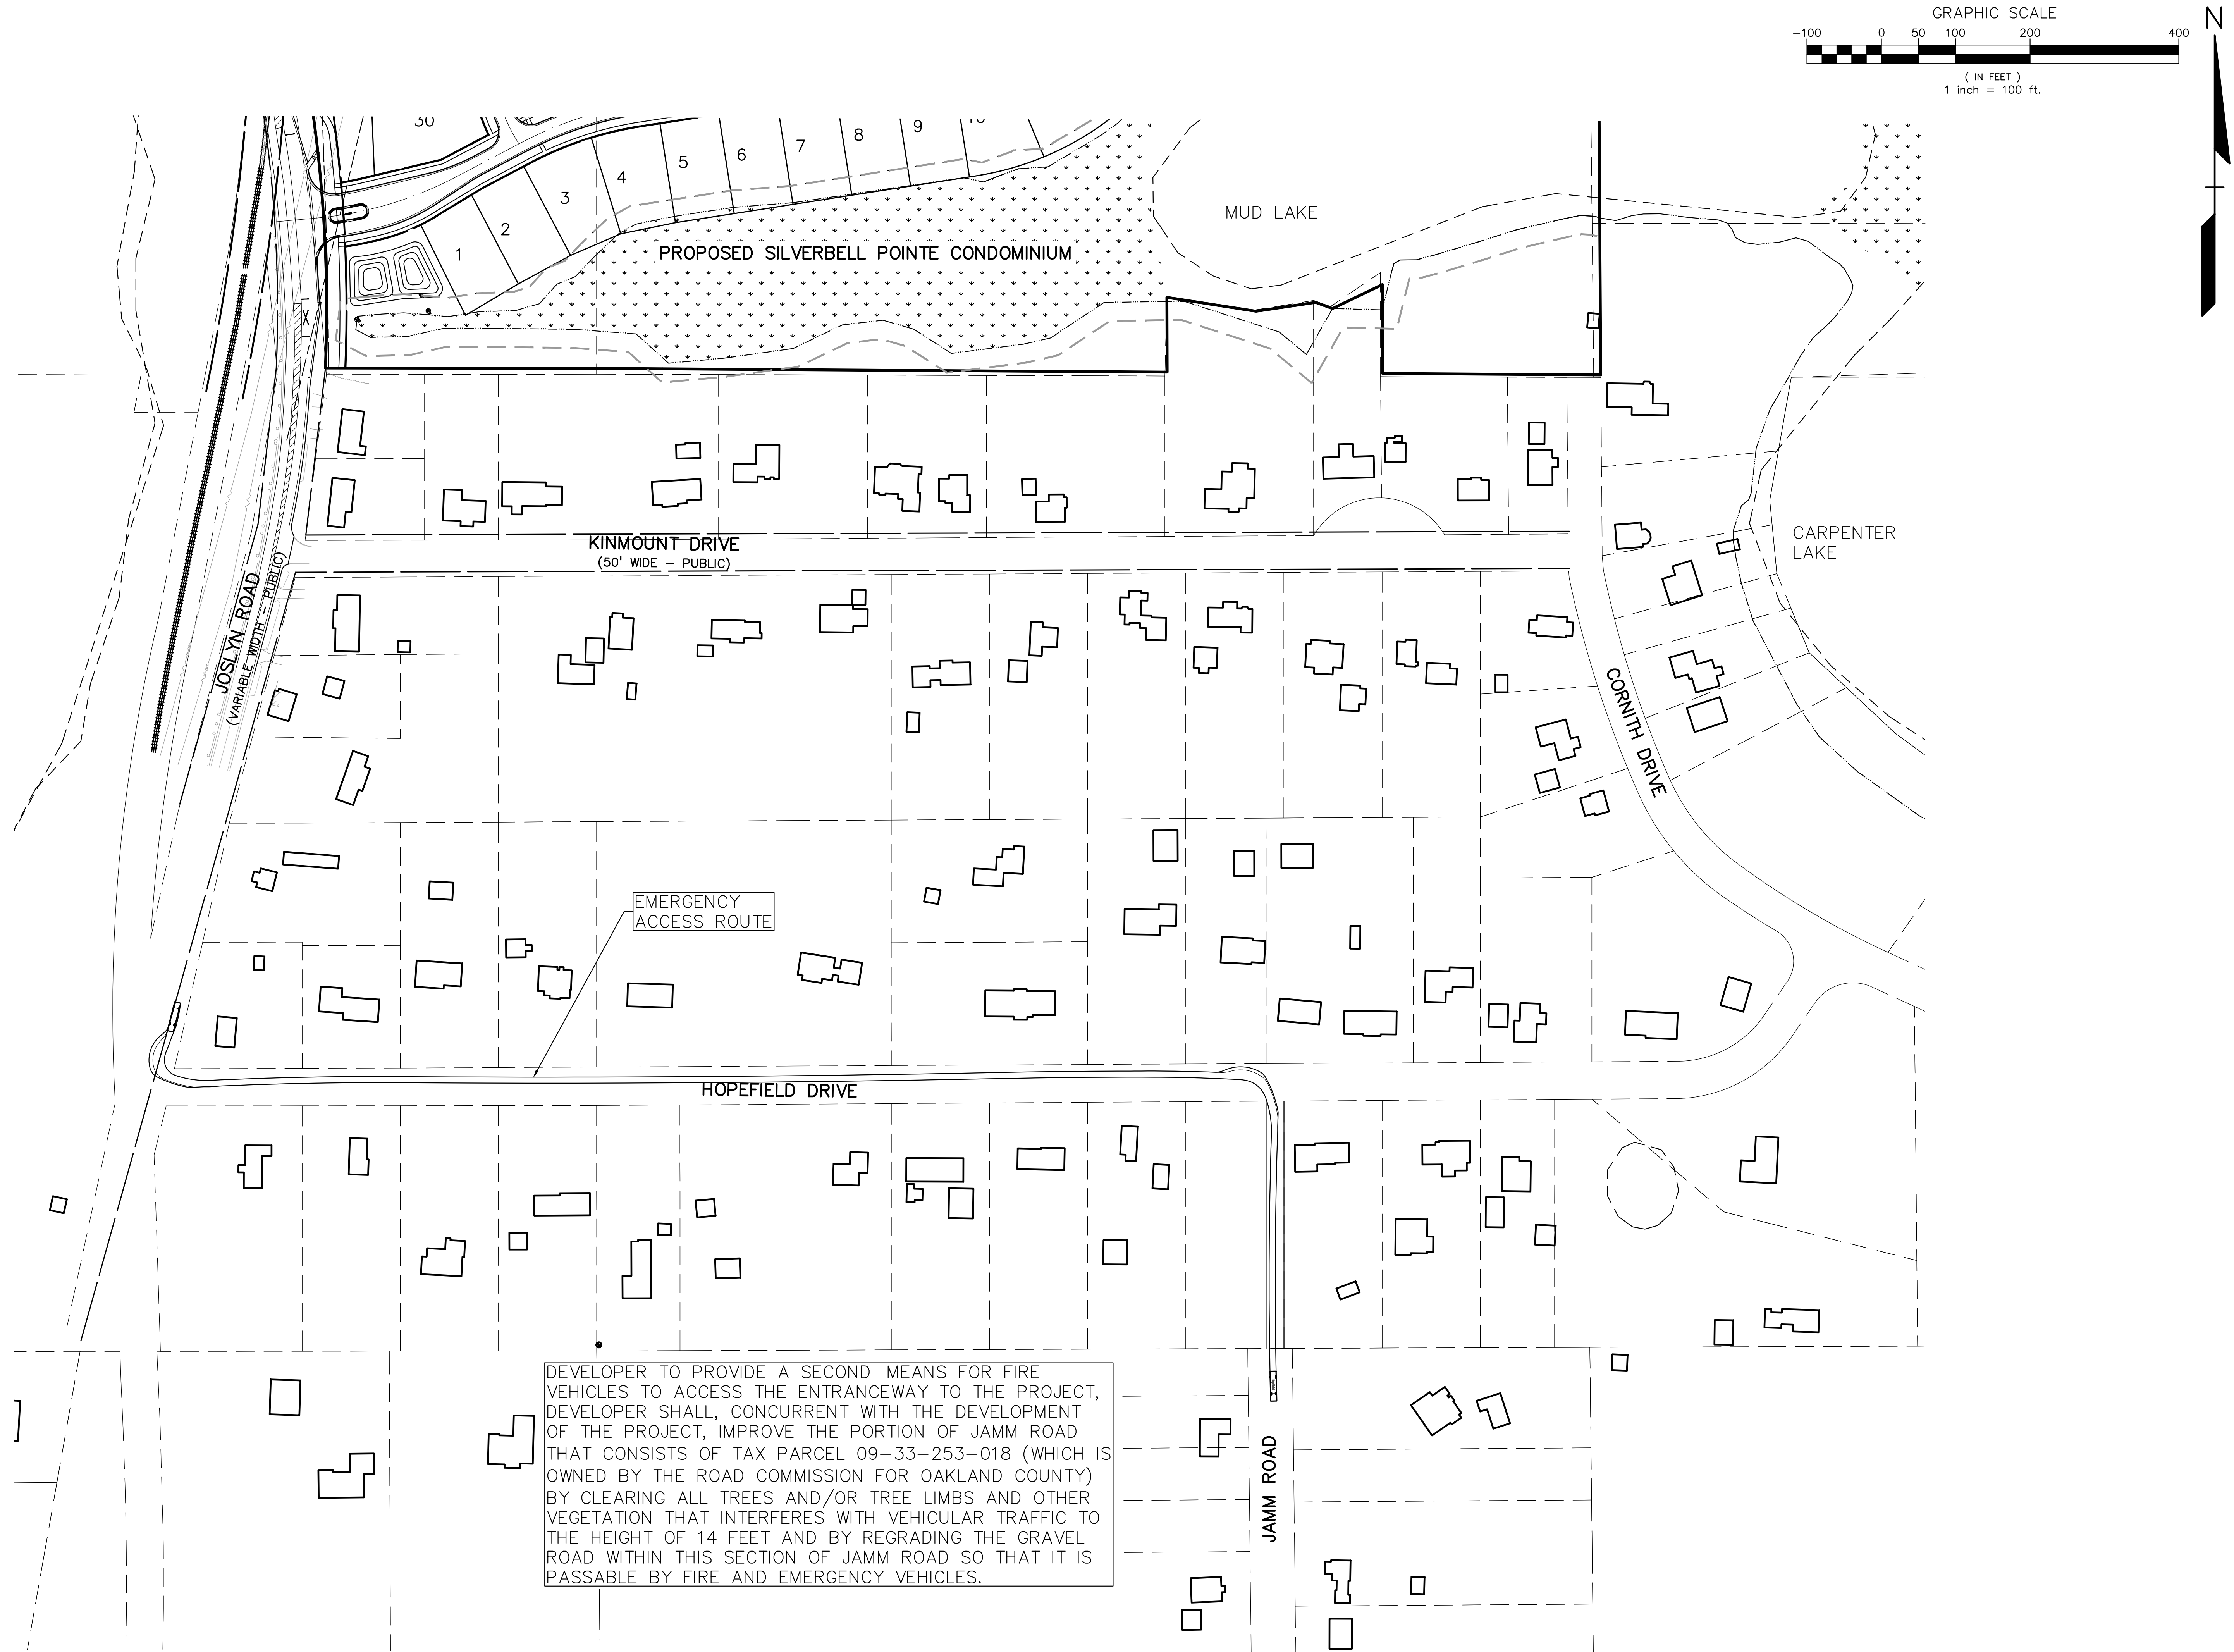 GRAPHIC SCALE
-100 0 50 100 200 400
( IN FEET )
1 inch = 100 ft.
N
30
1
2
3
4
5
6
7
8
9
10
MUD LAKE
PROPOSED SILVERBELL POINTE CONDOMINIUM
KINMOUNT DRIVE
(50' WIDE - PUBLIC)
CARPENTER
LAKE
JOSLYN ROAD
(VARIABLE WIDTH - PUBLIC)
CORNITH DRIVE
EMERGENCY
ACCESS ROUTE
HOPEFIELD DRIVE
DEVELOPER TO PROVIDE A SECOND MEANS FOR FIRE
VEHICLES TO ACCESS THE ENTRANCEWAY TO THE PROJECT,
DEVELOPER SHALL, CONCURRENT WITH THE DEVELOPMENT
OF THE PROJECT, IMPROVE THE PORTION OF JAMM ROAD
THAT CONSISTS OF TAX PARCEL 09-33-253-018 (WHICH IS
OWNED BY THE ROAD COMMISSION FOR OAKLAND COUNTY)
BY CLEARING ALL TREES AND/OR TREE LIMBS AND OTHER
VEGETATION THAT INTERFERES WITH VEHICULAR TRAFFIC TO
THE HEIGHT OF 14 FEET AND BY REGRADING THE GRAVEL
ROAD WITHIN THIS SECTION OF JAMM ROAD SO THAT IT IS
PASSABLE BY FIRE AND EMERGENCY VEHICLES.
JAMM ROAD